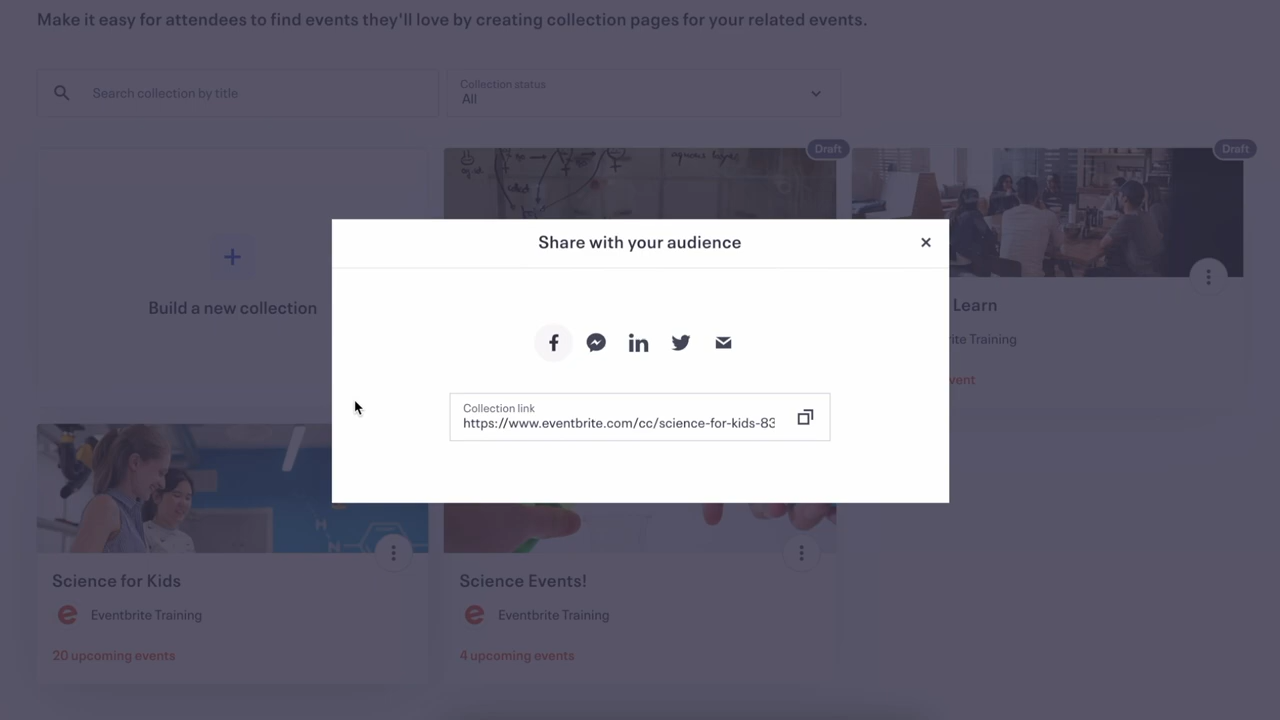 Make it easy for attendees to find events they'll love by creating collection pages for your related events.
Search collection by title
Collection status
All
Draft
Draft
Build a new collection
Share with your audience
Collection link
https://www.eventbrite.com/cc/science-for-kids-83
Learn
ite Training
vent
Science for Kids
Eventbrite Training
20 upcoming events
Science Events!
Eventbrite Training
4 upcoming events